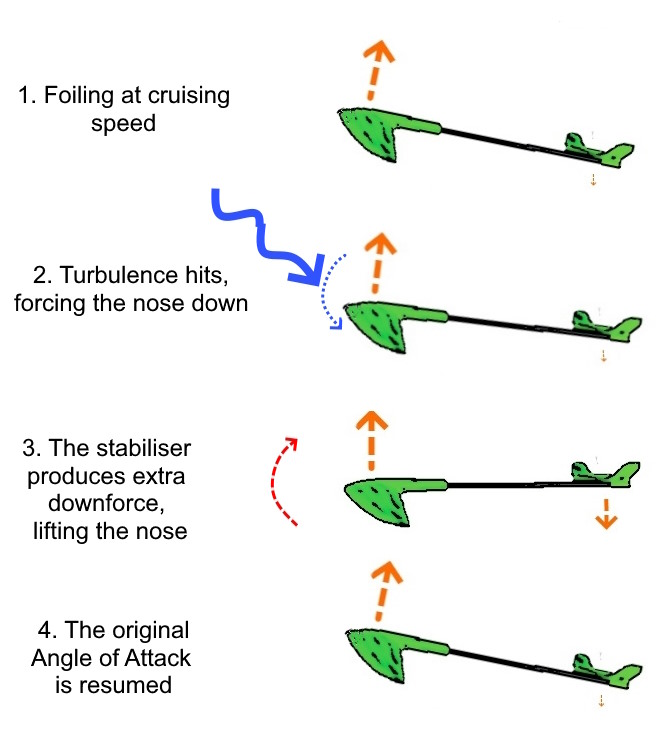 1. Foiling at cruising
speed
2. Turbulence hits,
forcing the nose down
3. The stabiliser
produces extra
downforce,
lifting the nose
4. The original
Angle of Attack
is resumed